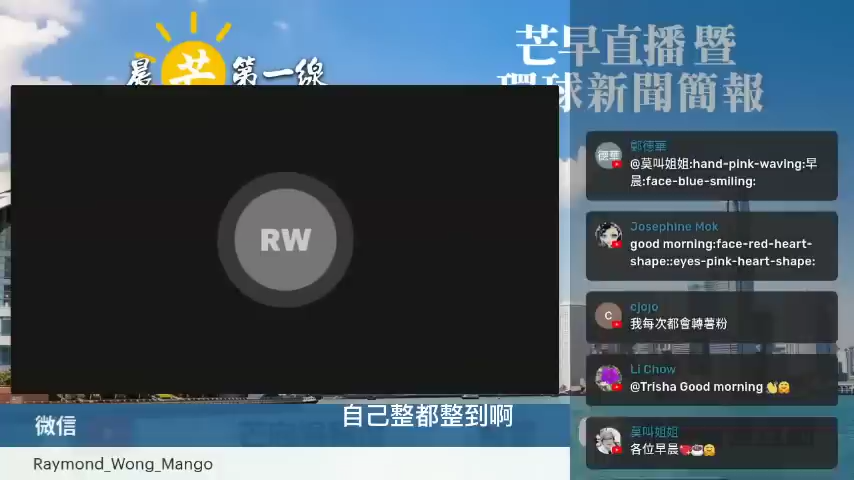 晨芒第一線
芒早直播暨
環球新聞簡報
RW
鄭德華
德華
@莫叫姐姐:hand-pink-waving:早
晨:face-blue-smiling:
Josephine Mok
good morning:face-red-heart-
shape::eyes-pink-heart-shape:
cjojo
C
我每次都會轉薯粉
Li Chow
@Trisha Good morning 👋🤗
莫叫姐姐
各位早晨
自己整都整到啊
微信
Raymond_Wong_Mango